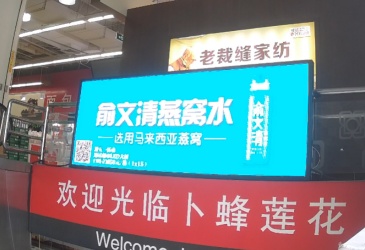 老裁缝家纺
俞文清燕窝水
选用马来西亚燕窝
俞文清
欢迎光临卜蜂莲花
Welcome